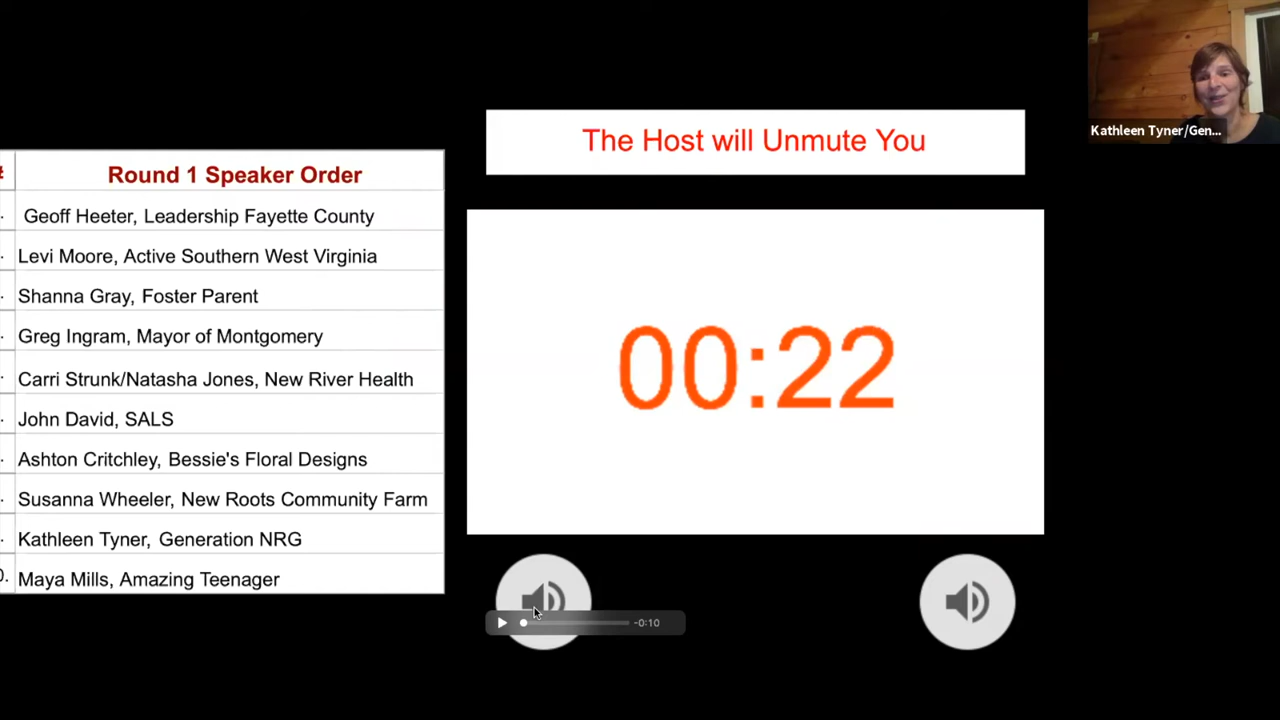 The Host will Unmute You
Kathleen Tyner/Gen...
Round 1 Speaker Order
. Geoff Heeter, Leadership Fayette County
. Levi Moore, Active Southern West Virginia
. Shanna Gray, Foster Parent
. Greg Ingram, Mayor of Montgomery
. Carri Strunk/Natasha Jones, New River Health
. John David, SALS
. Ashton Critchley, Bessie's Floral Designs
. Susanna Wheeler, New Roots Community Farm
. Kathleen Tyner, Generation NRG
0. Maya Mills, Amazing Teenager
00:22
-0:10